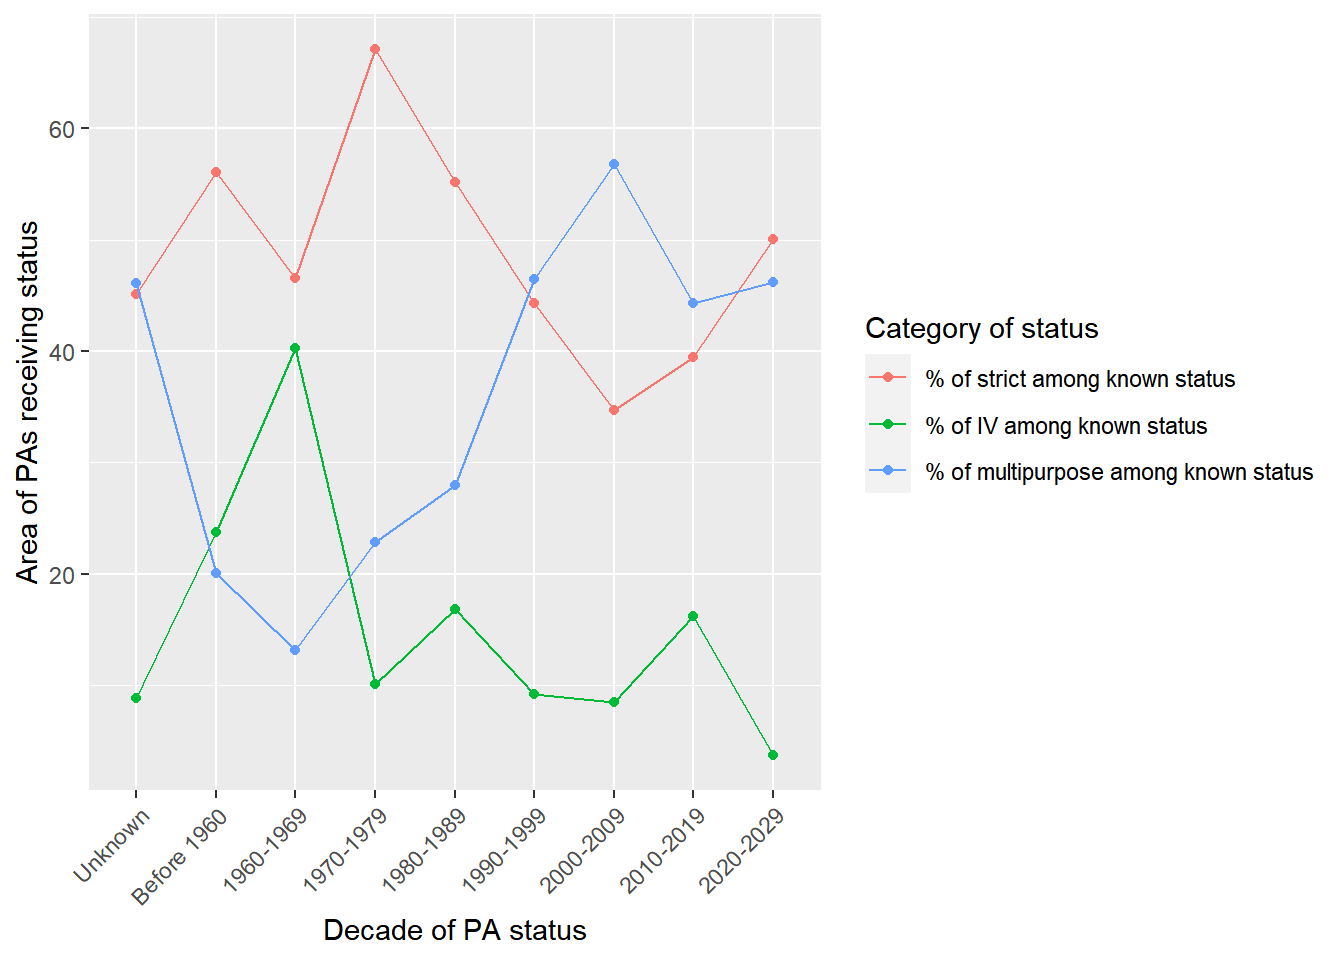 Area of PAs receiving status
60
40
20
Unknown
Before 1960
1960-1969
1970-1979
1980-1989
1990-1999
2000-2009
2010-2019
2020-2029
Decade of PA status
Category of status
% of strict among known status
% of IV among known status
% of multipurpose among known status